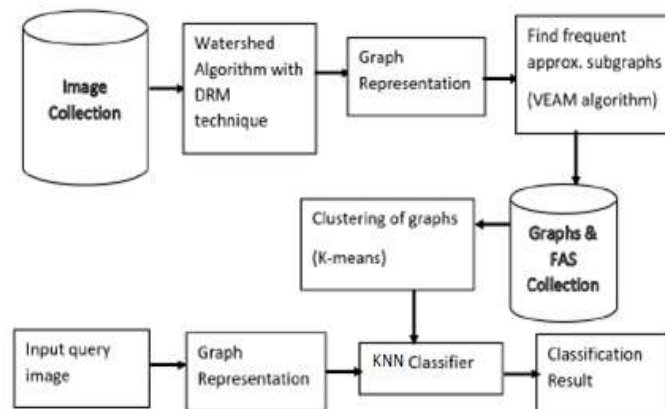 Image
Collection
Watershed
Algorithm with
DRM
technique
Graph
Representation
Find frequent
approx. subgraphs
(VEAM algorithm)
Clustering of graphs
(K-means)
Graphs &
FAS
Collection
Input query
image
Graph
Representation
KNN Classifier
Classification
Result